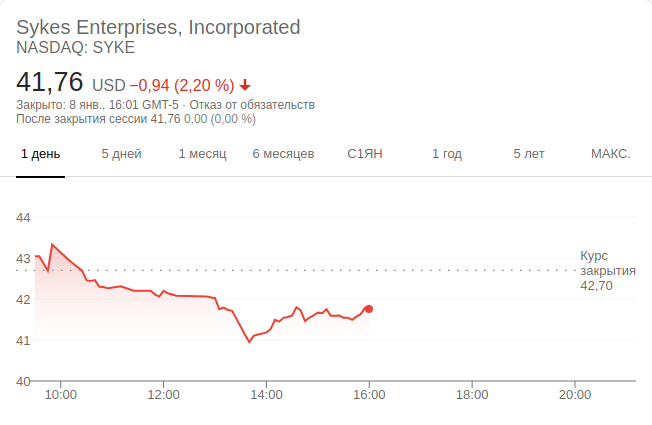 Sykes Enterprises, Incorporated
NASDAQ: SYKE
41,76 USD −0,94 (2,20 %)
Закрыто: 8 янв., 16:01 GMT-5 · Отказ от обязательств
После закрытия сессии 41,76 0,00 (0,00 %)
1 день 5 дней 1 месяц 6 месяцев С1ЯН 1 год 5 лет МАКС.
44
43
42
41
40
Курс
закрытия
42,70
10:00 12:00 14:00 16:00 18:00 20:00